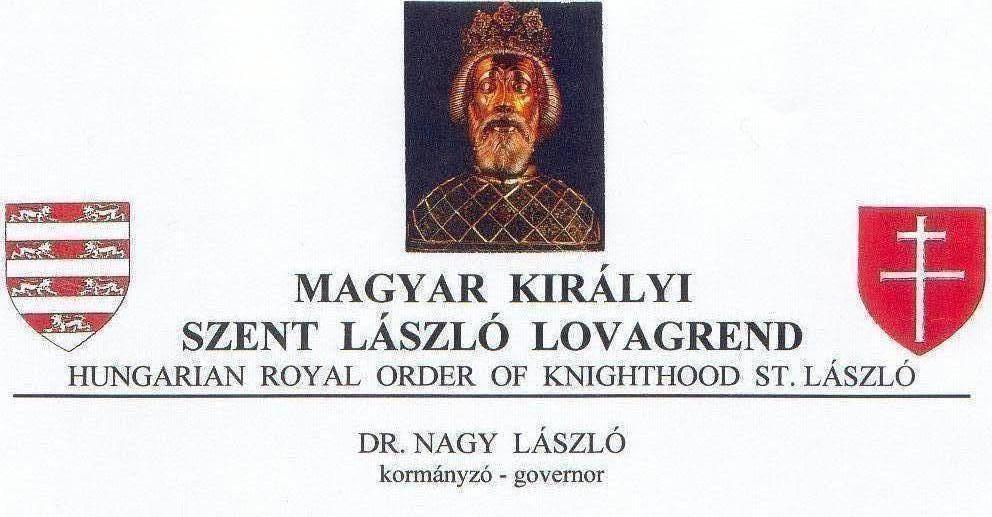 MAGYAR KIRÁLYI
SZENT LÁSZLÓ LOVAGREND
HUNGARIAN ROYAL ORDER OF KNIGHTHOOD ST. LÁSZLÓ
DR. NAGY LÁSZLÓ
kormányzó - governor